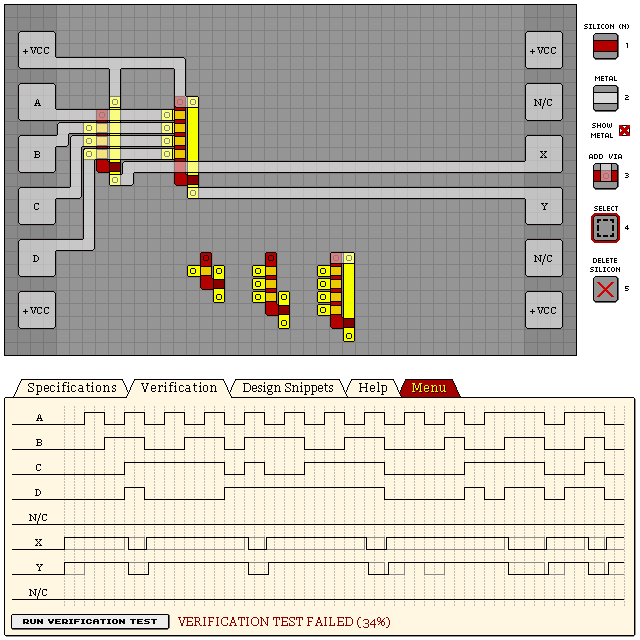 SILICON (N)
+VCC
+VCC
1
METAL
A
N/C
2
SHOW
METAL
B
X
ADD VIA
3
C
Y
SELECT
4
D
N/C
DELETE
SILICON
+VCC
+VCC
5
Specifications
Verification
Design Snippets
Help
Menu
A
B
C
D
N/C
X
Y
N/C
RUN VERIFICATION TEST
VERIFICATION TEST FAILED (34%)